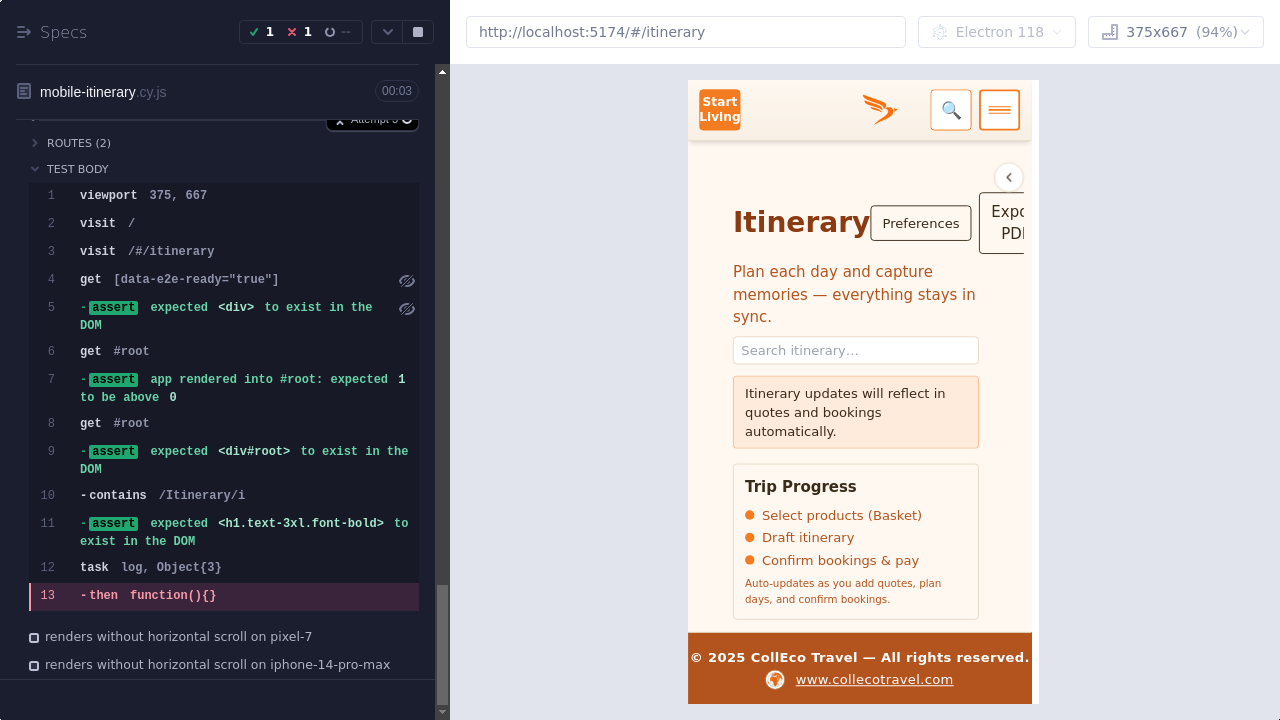 Specs
1
1
--
mobile-itinerary.cy.js
00:03
ROUTES (2)
TEST BODY
1 viewport 375, 667
2 visit /
3 visit /#/itinerary
4 get [data-e2e-ready="true"]
5 -assert expected <div> to exist in the
DOM
6 get #root
7 -assert app rendered into #root: expected 1
to be above 0
8 get #root
9 -assert expected <div#root> to exist in the
DOM
10 -contains /Itinerary/i
11 -assert expected <h1.text-3xl.font-bold> to
exist in the DOM
12 task log, Object{3}
13 -then function(){}
renders without horizontal scroll on pixel-7
renders without horizontal scroll on iphone-14-pro-max
http://localhost:5174/#/itinerary
Electron 118
375x667 (94%)
Start
Living
Itinerary
Preferences
Expo
PDF
Plan each day and capture
memories — everything stays in
sync.
Search itinerary...
Itinerary updates will reflect in
quotes and bookings
automatically.
Trip Progress
Select products (Basket)
Draft itinerary
Confirm bookings & pay
Auto-updates as you add quotes, plan
days, and confirm bookings.
© 2025 CollEco Travel — All rights reserved.
www.collecotravel.com